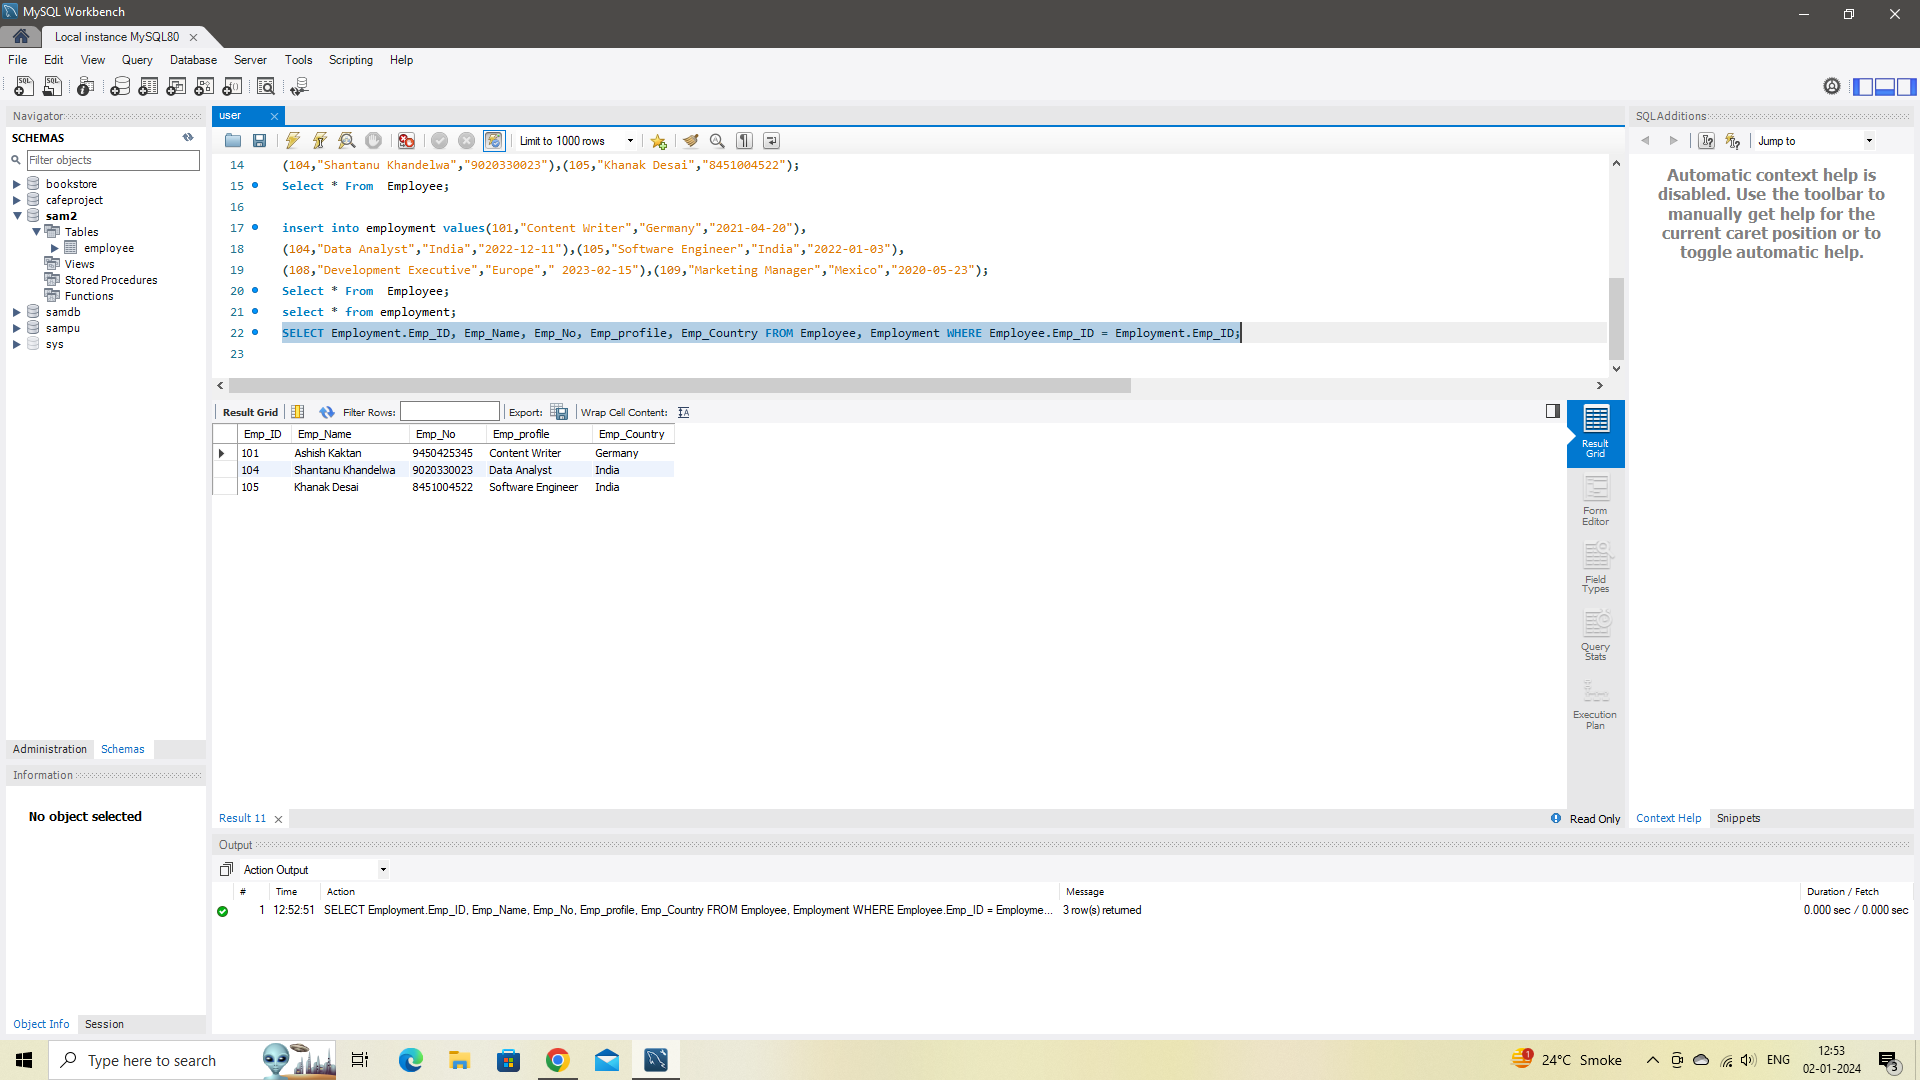 MySQL Workbench
Local instance MySQL80
File Edit View Query Database Server Tools Scripting Help
Navigator
SCHEMAS
Filter objects
bookstore
cafeproject
sam2
Tables
employee
Views
Stored Procedures
Functions
samdb
sampu
sys
Administration Schemas
Information
No object selected
Object Info Session
user
Limit to 1000 rows
14 (104,"Shantanu Khandelwa","9020330023"),(105,"Khanak Desai","8451004522");
15 Select * From  Employee;
16
17 insert into employment values(101,"Content Writer","Germany","2021-04-20"),
18 (104,"Data Analyst","India","2022-12-11"),(105,"Software Engineer","India","2022-01-03"),
19 (108,"Development Executive","Europe"," 2023-02-15"),(109,"Marketing Manager","Mexico","2020-05-23");
20 Select * From  Employee;
21 select * from employment;
22 SELECT Employment.Emp_ID, Emp_Name, Emp_No, Emp_profile, Emp_Country FROM Employee, Employment WHERE Employee.Emp_ID = Employment.Emp_ID;
23
Result Grid Filter Rows: Export: Wrap Cell Content: IA
Emp_ID Emp_Name Emp_No Emp_profile Emp_Country
101 Ashish Kaktan 9450425345 Content Writer Germany
104 Shantanu Khandelwa 9020330023 Data Analyst India
105 Khanak Desai 8451004522 Software Engineer India
Result
Grid
Form
Editor
Field
Types
Query
Stats
Execution
Plan
Result 11
Read Only
SQLAdditions
Jump to
Automatic context help is
disabled. Use the toolbar to
manually get help for the
current caret position or to
toggle automatic help.
Context Help Snippets
Output
Action Output
# Time Action Message Duration / Fetch
1 12:52:51 SELECT Employment.Emp_ID, Emp_Name, Emp_No, Emp_profile, Emp_Country FROM Employee, Employment WHERE Employee.Emp_ID = Employme... 3 row(s) returned 0.000 sec / 0.000 sec
Type here to search
1
24°C Smoke
ENG
12:53
02-01-2024
3